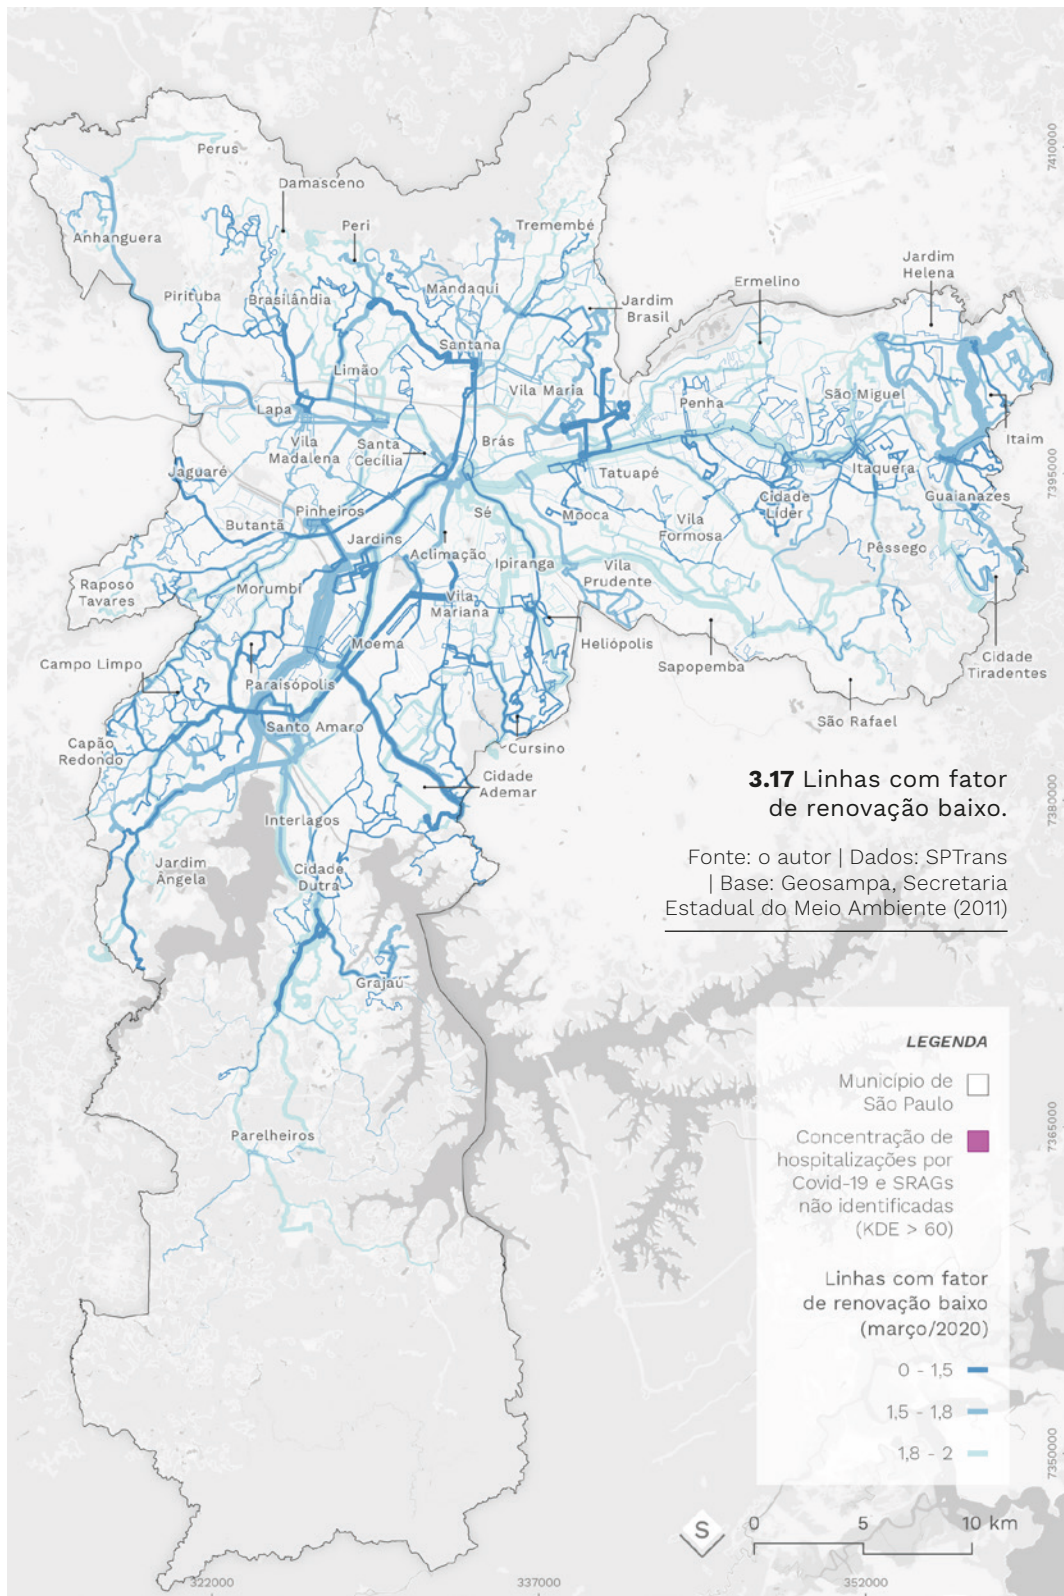 7410000
Perus
Damasceno
Peri
Tremembé
Anhanguera
Jardim
Helena
Ermelino
Mandaqui
Pirituba
Brasilândia
Jardim
Brasil
Santana
Limão
Vila Maria
São Miguel
Penha
Lapa
Vila
Madalena
Santa
Cecília
Brás
Itaim
7395000
Jaguaré
Tatuapé
Itaquera
Pinheiros
Sé
Mooca
Cidade
Líder
Guaianazes
Butantã
Vila
Formosa
Jardins
Aclimação
Ipiranga
Pêssego
Raposo
Tavares
Morumbi
Vila
Mariana
Vila
Prudente
Moema
Heliópolis
Campo Limpo
Paraisópolis
Sapopemba
Cidade
Tiradentes
Santo Amaro
São Rafael
Capão
Redondo
Cursino
Cidade
Ademar
Interlagos
3.17 Linhas com fator
de renovação baixo.
7380000
Fonte: o autor | Dados: SPTrans
| Base: Geosampa, Secretaria
Estadual do Meio Ambiente (2011)
Jardim
Ângela
Cidade
Dutra
Grajaú
Parelheiros
LEGENDA
Município de
São Paulo
Concentração de
hospitalizações por
Covid-19 e SRAGs
não identificadas
(KDE > 60)
7365000
Linhas com fator
de renovação baixo
(março/2020)
0 - 1,5
1,5 - 1,8
1,8 - 2
7350000
S
0 5 10 km
322000 337000 352000